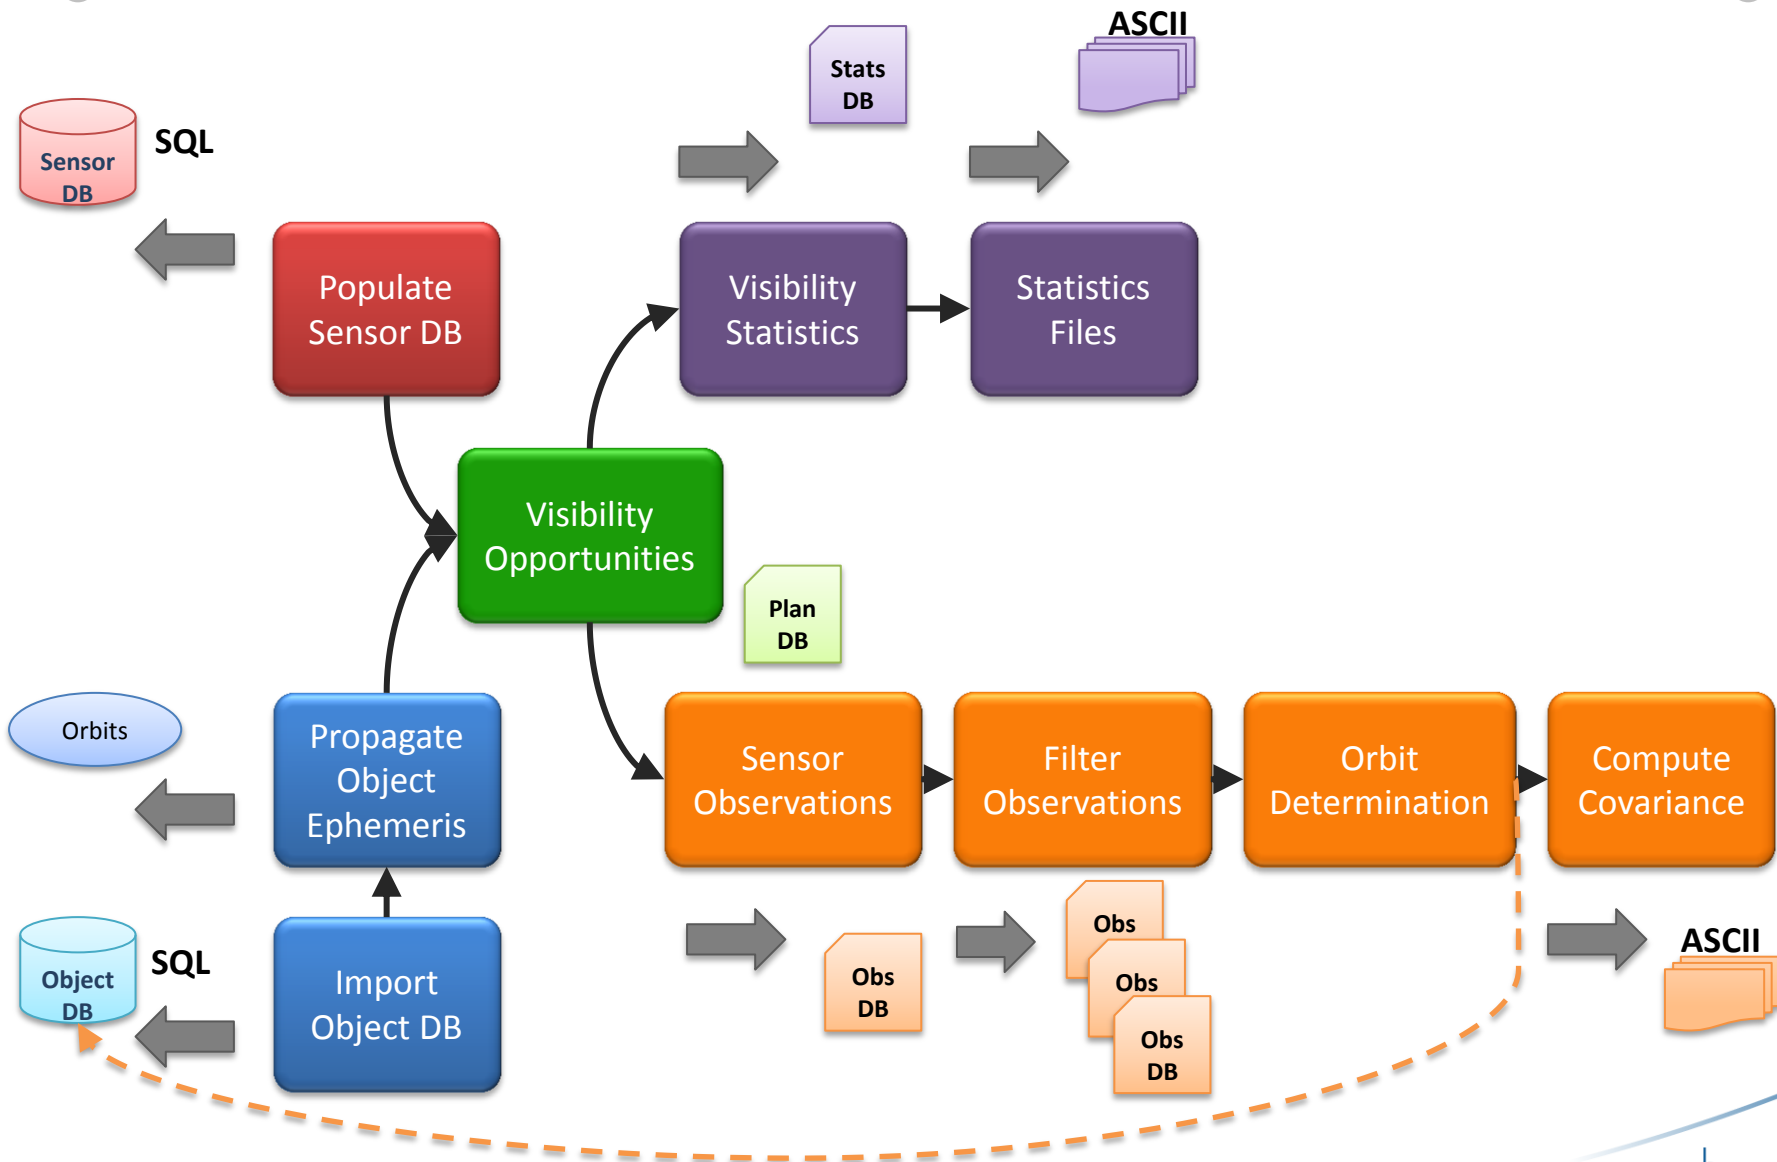 ASCII
Stats
DB
Sensor
DB
SQL
Populate
Sensor DB
Visibility
Statistics
Statistics
Files
Visibility
Opportunities
Plan
DB
Orbits
Propagate
Object
Ephemeris
Sensor
Observations
Filter
Observations
Orbit
Determination
Compute
Covariance
Object
DB
SQL
Import
Object DB
Obs
DB
Obs
Obs
Obs
DB
ASCII